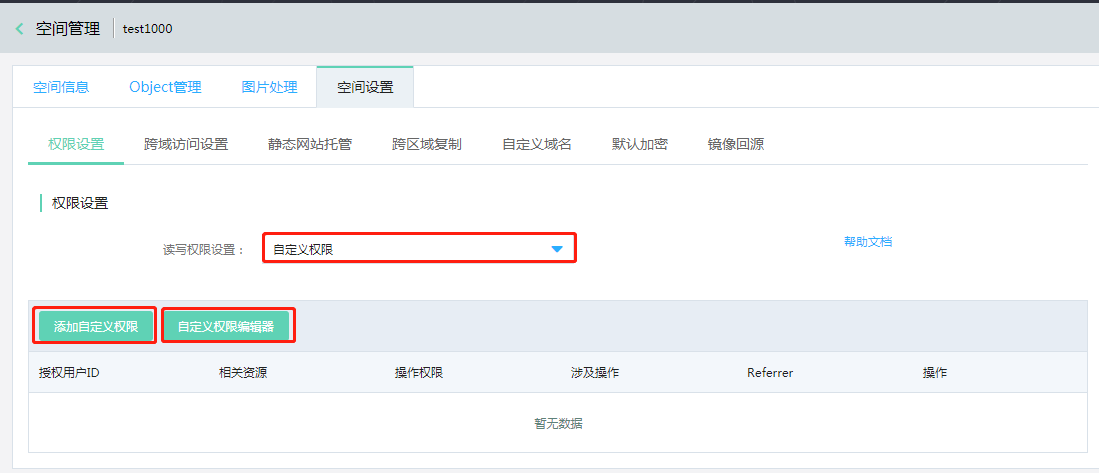 空间管理 test1000
空间信息 Object管理 图片处理 空间设置
权限设置 跨域访问设置 静态网站托管 跨区域复制 自定义域名 默认加密 镜像回源
权限设置
读写权限设置： 自定义权限 帮助文档
添加自定义权限 自定义权限编辑器
授权用户ID 相关资源 操作权限 涉及操作 Referrer 操作
暂无数据